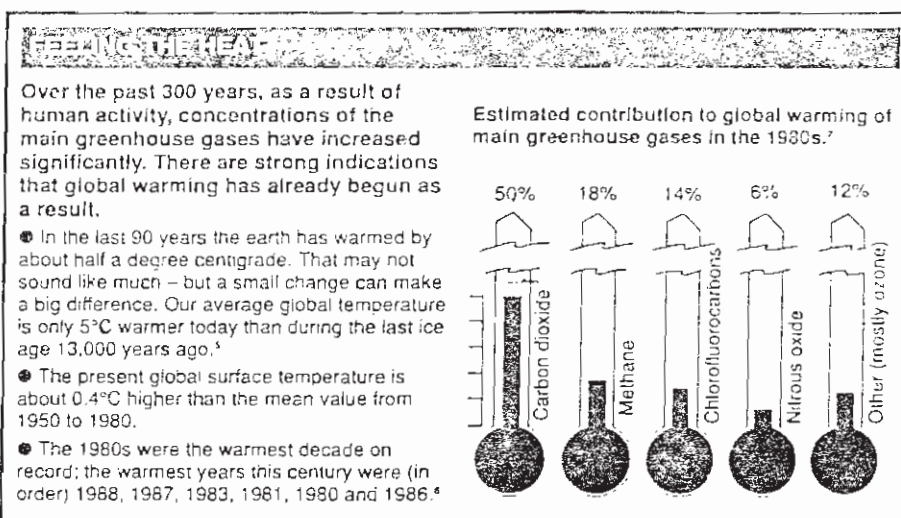 FEELING THE HEAT
Over the past 300 years, as a result of
human activity, concentrations of the
main greenhouse gases have increased
significantly. There are strong indications
that global warming has already begun as
a result.
● In the last 90 years the earth has warmed by
about half a degree centigrade. That may not
sound like much – but a small change can make
a big difference. Our average global temperature
is only 5°C warmer today than during the last ice
age 13,000 years ago.⁵
● The present global surface temperature is
about 0.4°C higher than the mean value from
1950 to 1980.
● The 1980s were the warmest decade on
record; the warmest years this century were (in
order) 1988, 1987, 1983, 1981, 1980 and 1986.⁶
Estimated contribution to global warming of
main greenhouse gases in the 1980s.⁷
50% 18% 14% 6% 12%
Carbon dioxide
Methane
Chlorofluorocarbons
Nitrous oxide
Other (mostly ozone)